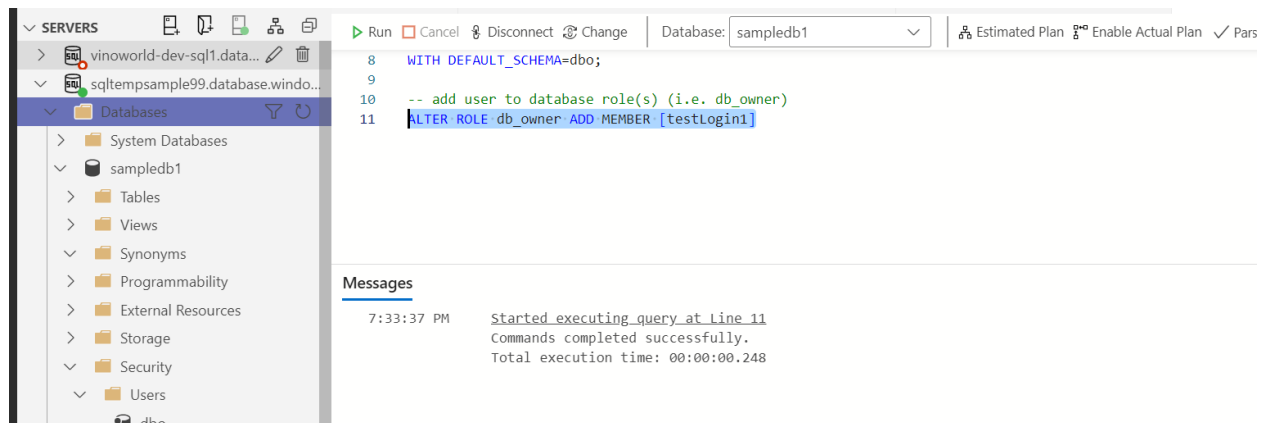 SERVERS
vinoworld-dev-sql1.data...
sqltempsample99.database.windo...
Databases
System Databases
sampledb1
Tables
Views
Synonyms
Programmability
External Resources
Storage
Security
Users
dbo
Run Cancel Disconnect Change Database: sampledb1 Estimated Plan Enable Actual Plan Pars
8 WITH DEFAULT_SCHEMA=dbo;
9
10 -- add user to database role(s) (i.e. db_owner)
11 ALTER ROLE db_owner ADD MEMBER [testLogin1]
Messages
7:33:37 PM Started executing query at Line 11
Commands completed successfully.
Total execution time: 00:00:00.248